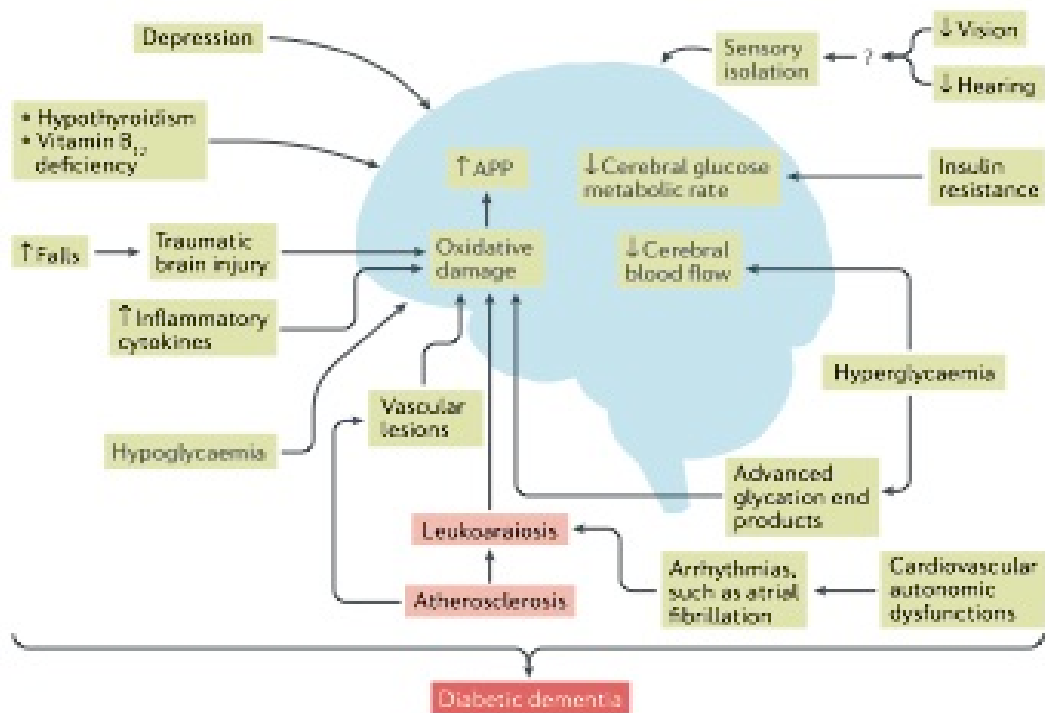 Depression
Sensory
isolation
?
↓ Vision
↓ Hearing
• Hypothyroidism
• Vitamin B12
deficiency
↑ APP
↓ Cerebral glucose
metabolic rate
Insulin
resistance
↑ Falls
Traumatic
brain injury
Oxidative
damage
↓ Cerebral
blood flow
↑ Inflammatory
cytokines
Hyperglycaemia
Vascular
lesions
Hypoglycaemia
Advanced
glycation end
products
Leukoaraiosis
Arrhythmias,
such as atrial
fibrillation
Cardiovascular
autonomic
dysfunctions
Atherosclerosis
Diabetic dementia